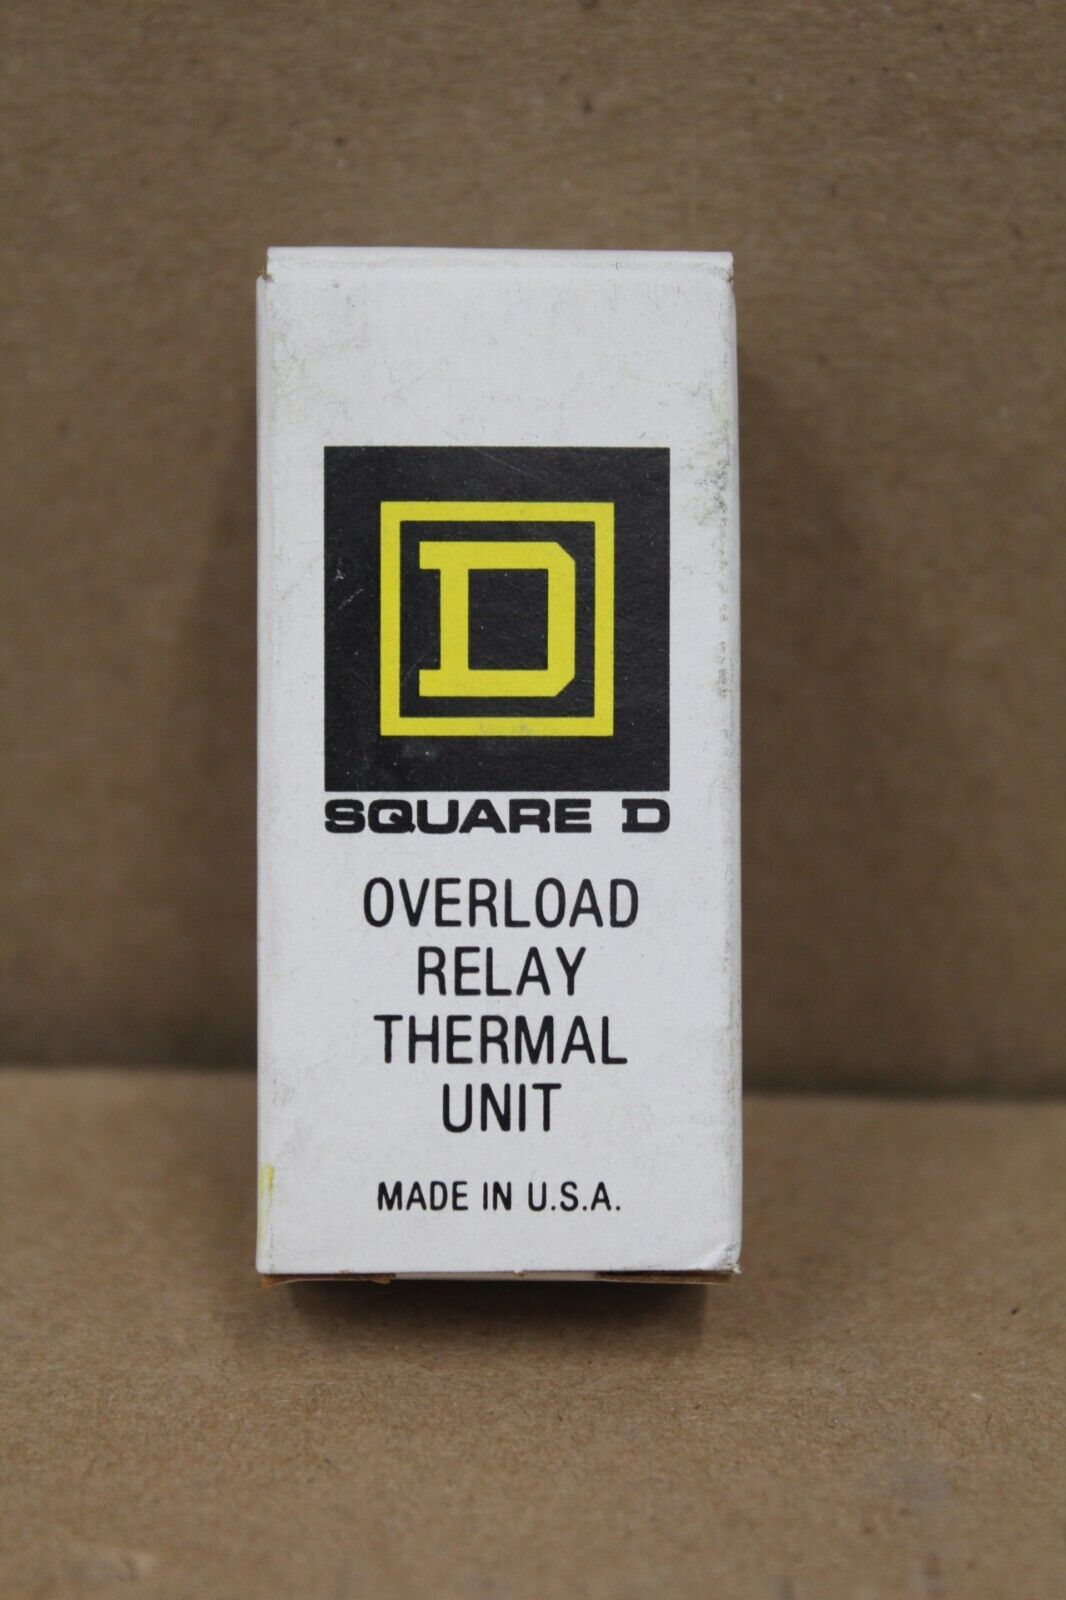 D
SQUARE D
OVERLOAD
RELAY
THERMAL
UNIT
MADE IN U.S.A.